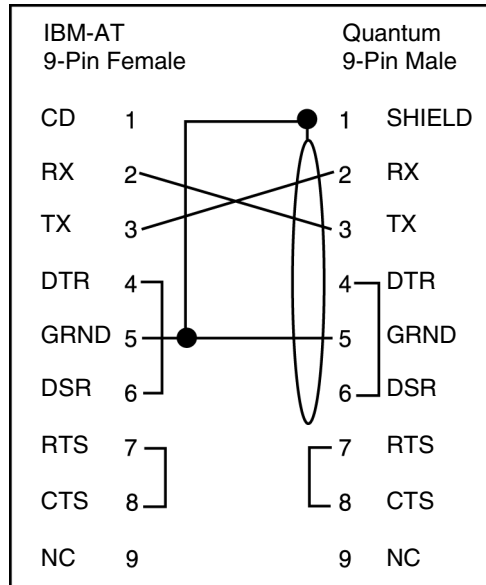 IBM-AT Quantum
9-Pin Female 9-Pin Male
CD 1 1 SHIELD
RX 2 2 RX
TX 3 3 TX
DTR 4 4 DTR
GRND 5 5 GRND
DSR 6 6 DSR
RTS 7 7 RTS
CTS 8 8 CTS
NC 9 9 NC